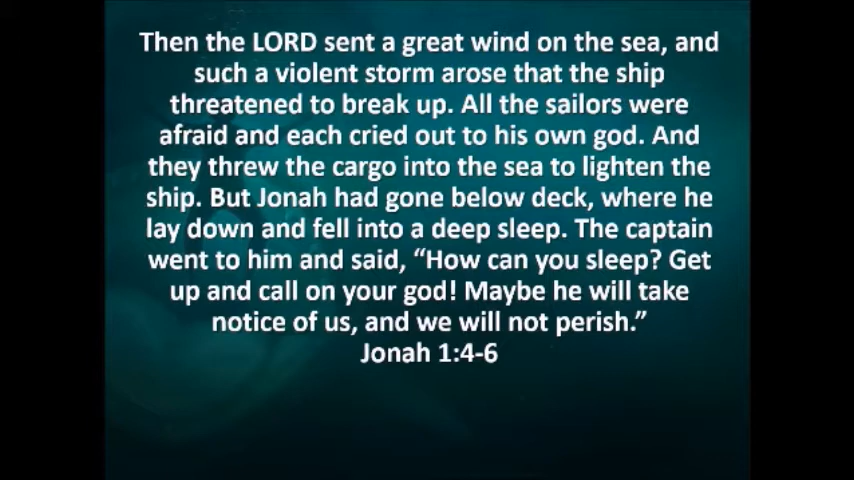 Then the LORD sent a great wind on the sea, and
such a violent storm arose that the ship
threatened to break up. All the sailors were
afraid and each cried out to his own god. And
they threw the cargo into the sea to lighten the
ship. But Jonah had gone below deck, where he
lay down and fell into a deep sleep. The captain
went to him and said, “How can you sleep? Get
up and call on your god! Maybe he will take
notice of us, and we will not perish.”
Jonah 1:4-6